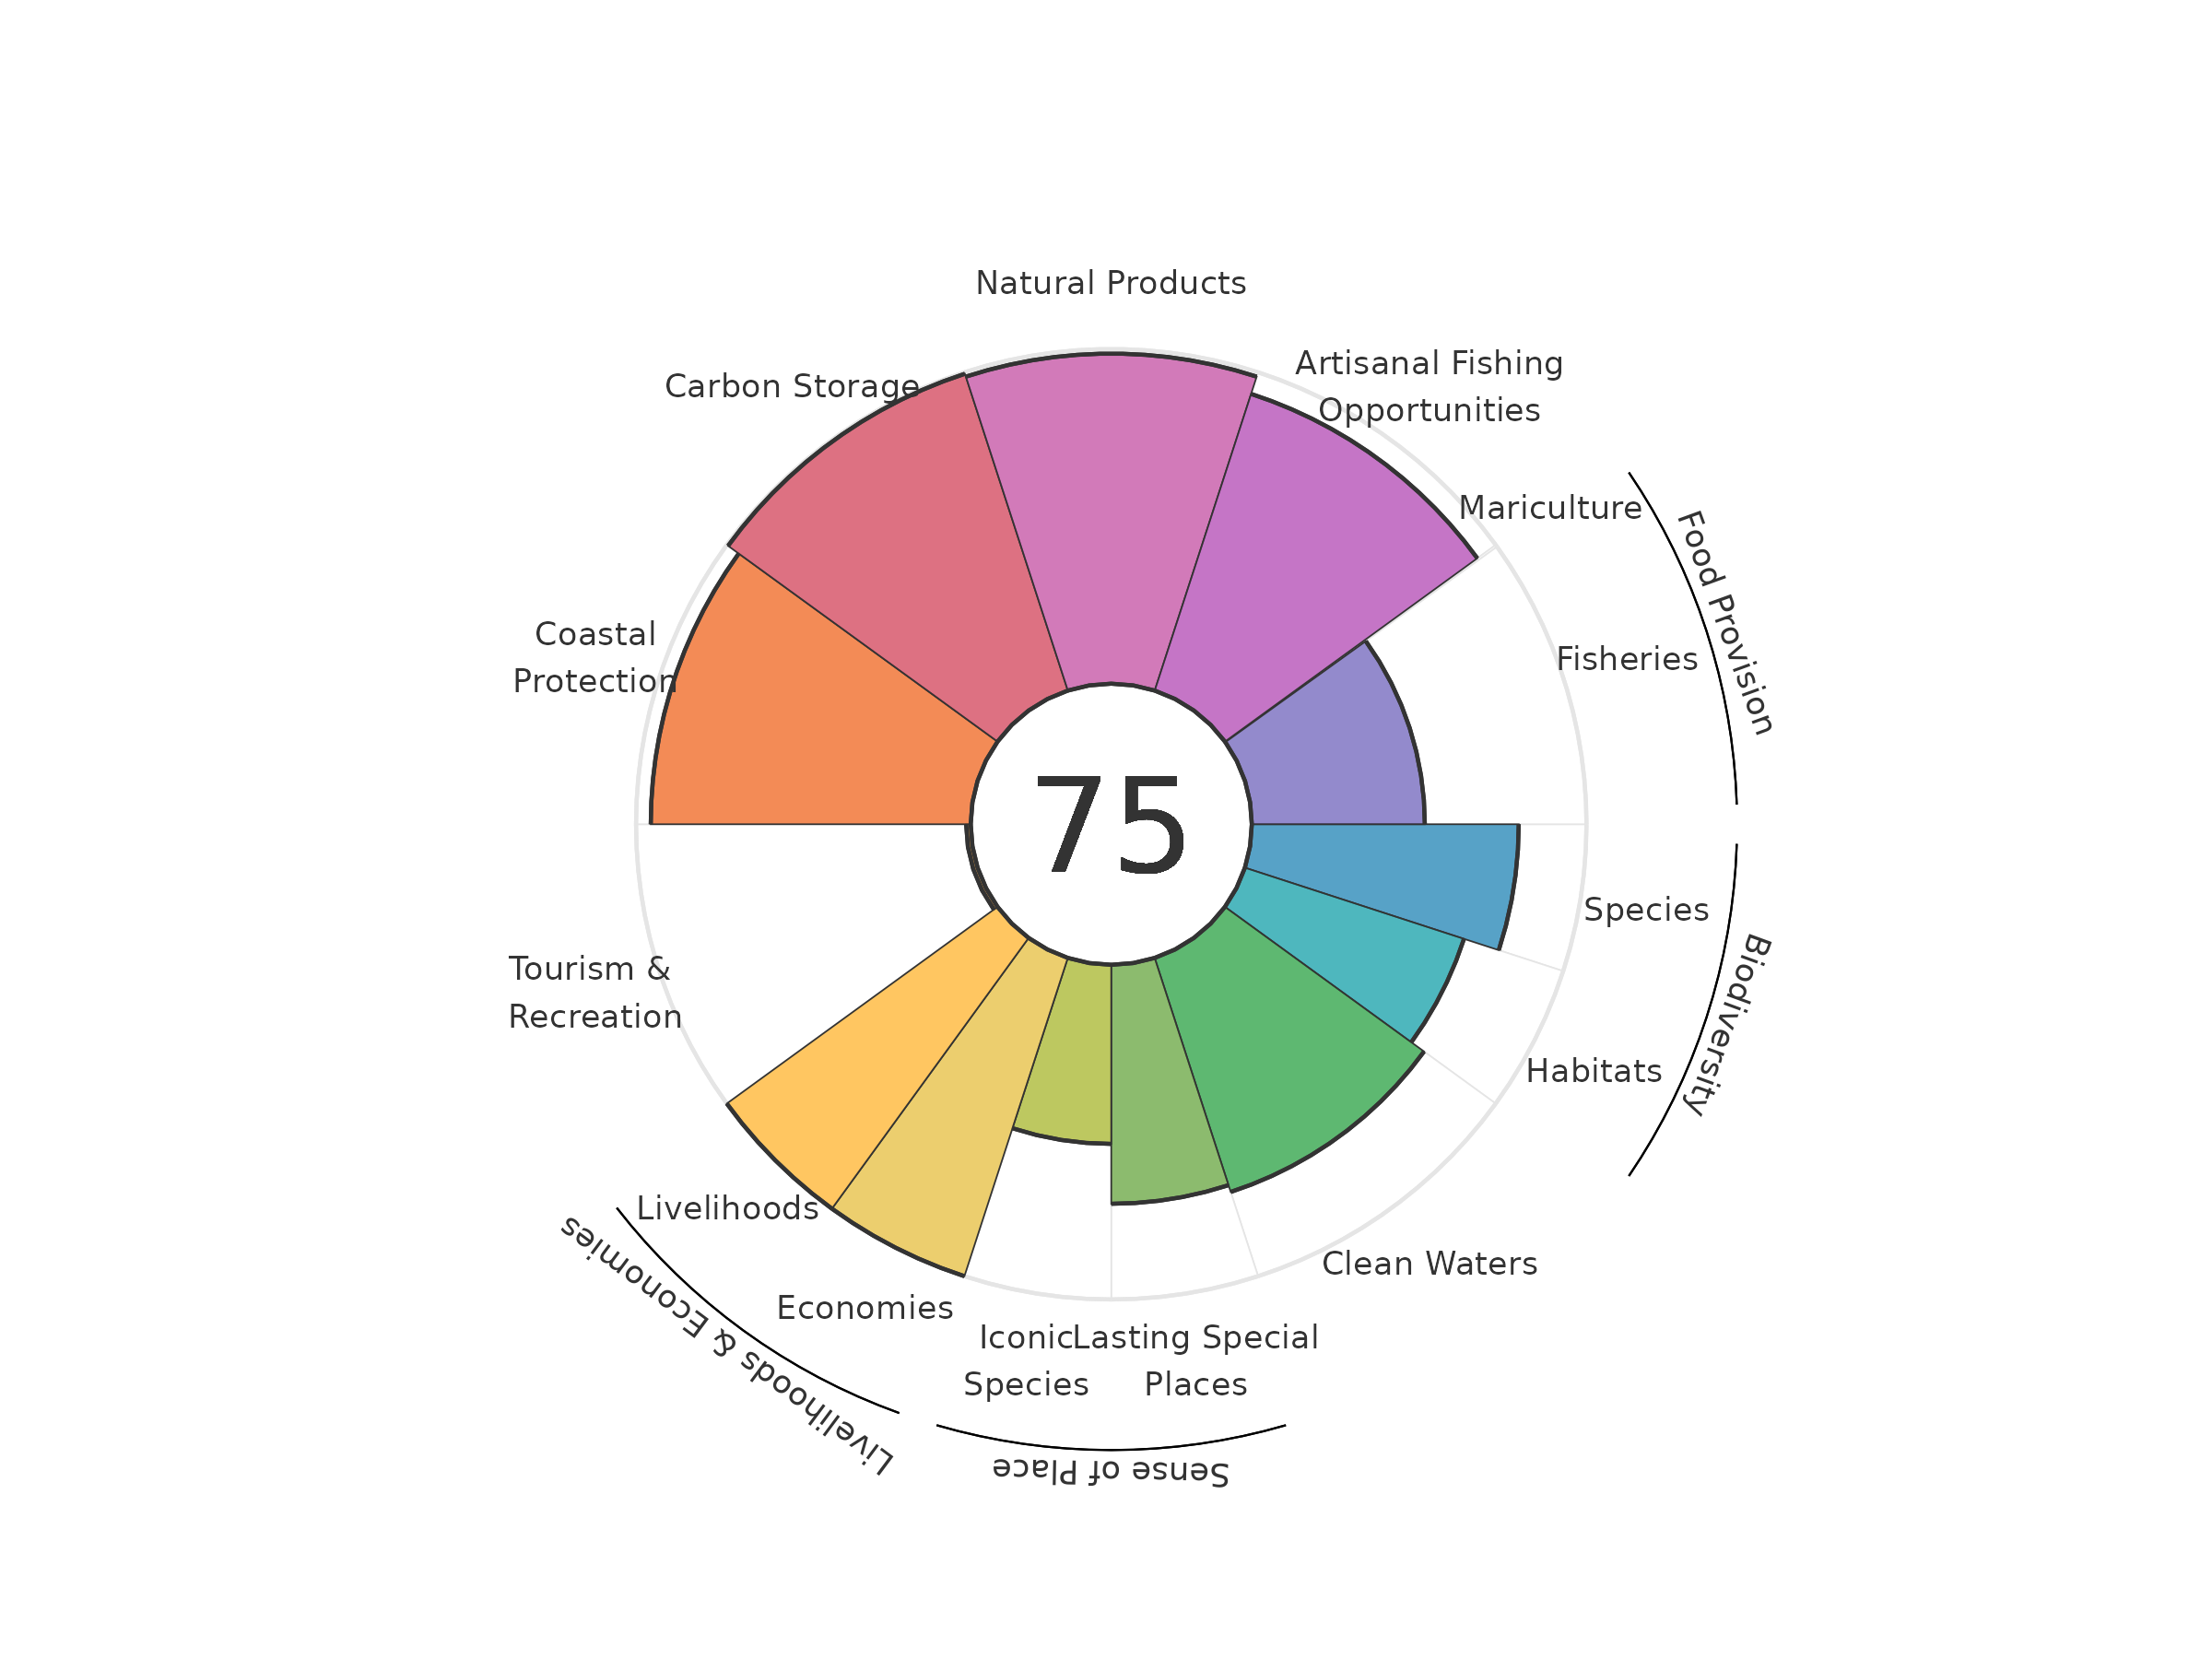 Natural Products
Artisanal Fishing
Opportunities
Carbon Storage
Mariculture
Food Provision
Fisheries
Coastal
Protection
75
Species
Biodiversity
Habitats
Tourism &
Recreation
Livelihoods
Clean Waters
Economies
Livelihoods & Economies
Iconic
Species
Lasting Special
Places
Sense of Place